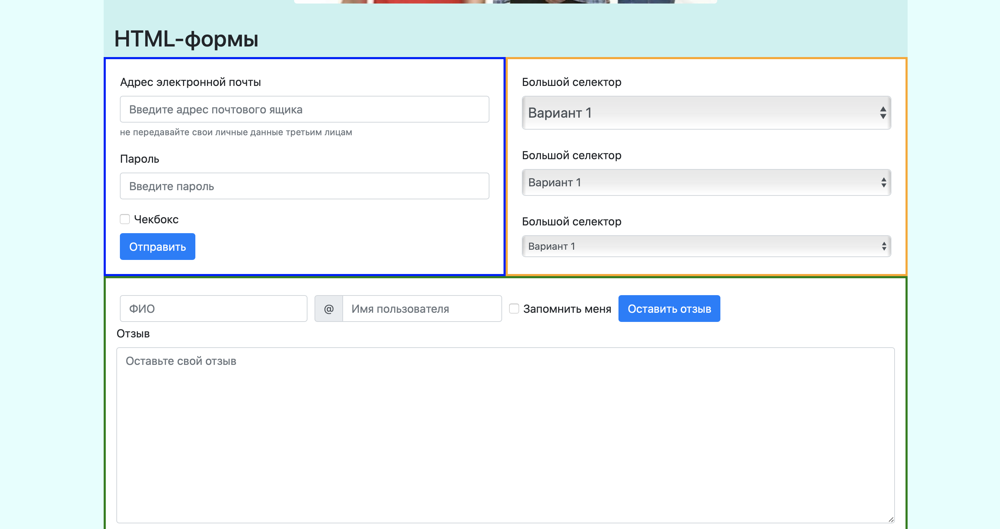 HTML-формы
Адрес электронной почты
Введите адрес почтового ящика
не передавайте свои личные данные третьим лицам
Пароль
Введите пароль
Чекбокс
Отправить
Большой селектор
Вариант 1
Большой селектор
Вариант 1
Большой селектор
Вариант 1
ФИО
@ Имя пользователя
Запомнить меня
Оставить отзыв
Отзыв
Оставьте свой отзыв